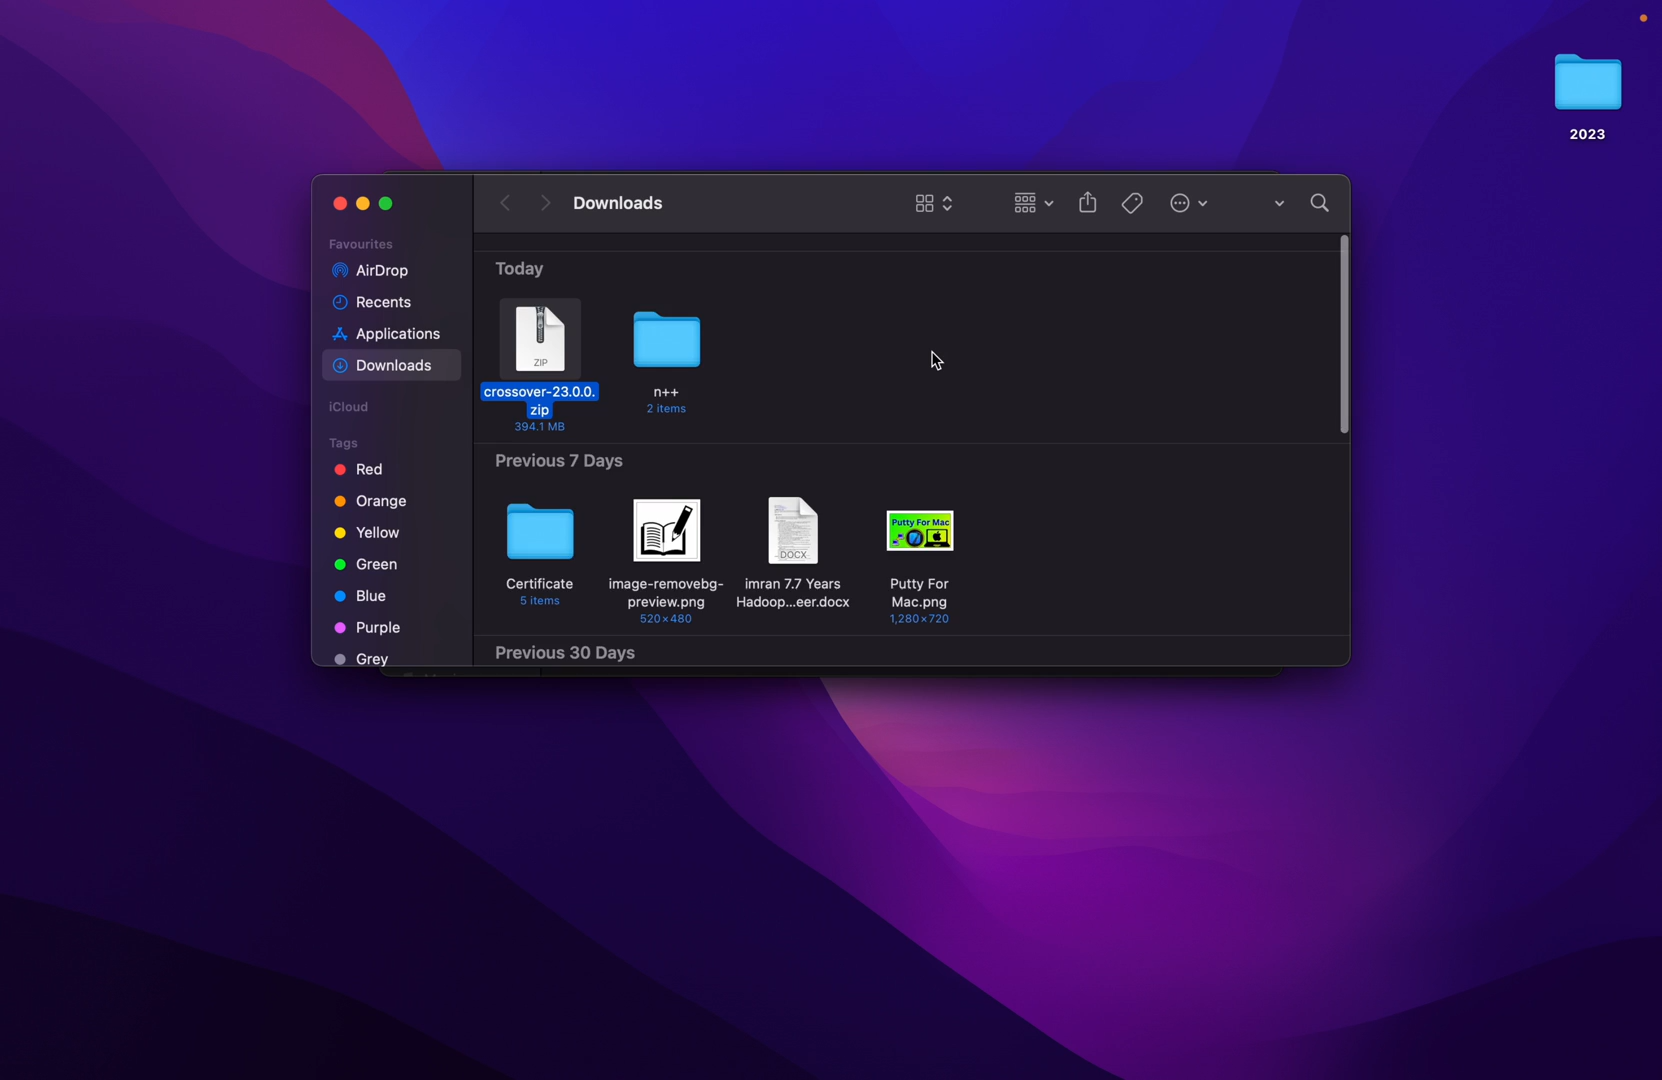 2023
Downloads
Favourites
AirDrop
Recents
Applications
Downloads
iCloud
Tags
Red
Orange
Yellow
Green
Blue
Purple
Grey
Today
ZIP
crossover-23.0.0.
zip
394.1 MB
n++
2 items
Previous 7 Days
Certificate
5 items
image-removebg-
preview.png
520×480
DOCX
imran 7.7 Years
Hadoop...eer.docx
Putty For Mac
Putty For
Mac.png
1,280×720
Previous 30 Days